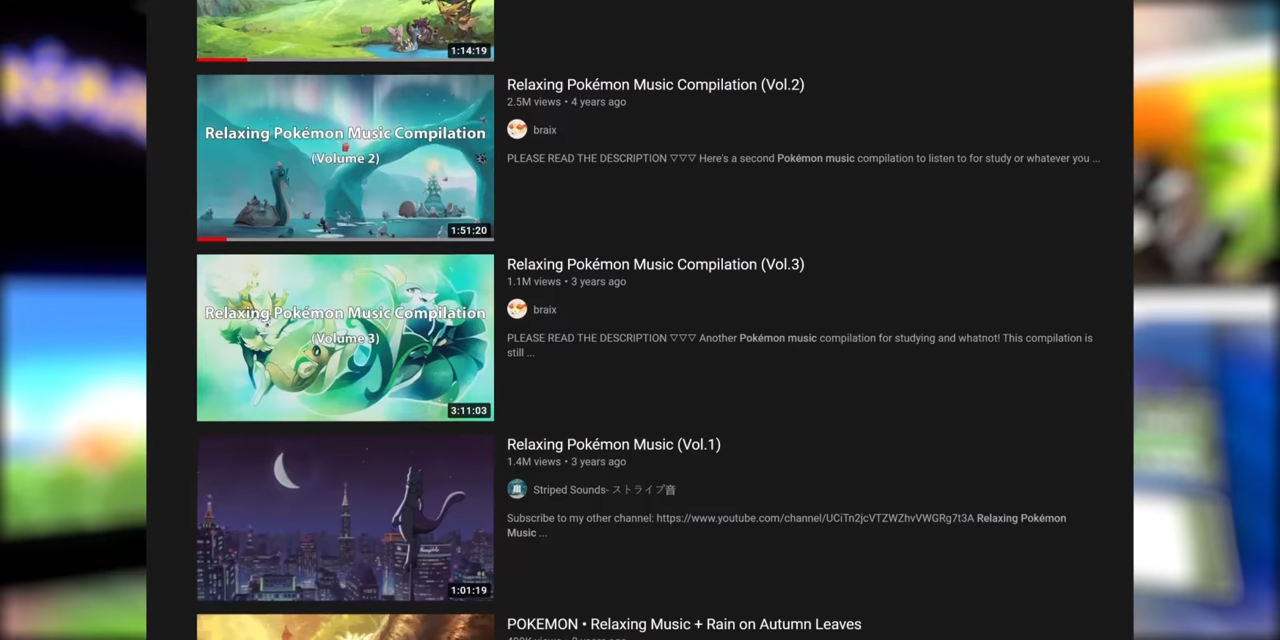 1:14:19
Relaxing Pokémon Music Compilation
(Volume 2)
1:51:20
Relaxing Pokémon Music Compilation (Vol.2)
2.5M views • 4 years ago
braix
PLEASE READ THE DESCRIPTION ▽▽▽ Here's a second Pokémon music compilation to listen to for study or whatever you ...
Relaxing Pokémon Music Compilation
(Volume 3)
3:11:03
Relaxing Pokémon Music Compilation (Vol.3)
1.1M views • 3 years ago
braix
PLEASE READ THE DESCRIPTION ▽▽▽ Another Pokémon music compilation for studying and whatnot! This compilation is
still ...
1:01:19
Relaxing Pokémon Music (Vol.1)
1.4M views • 3 years ago
Striped Sounds- ストライプ音
Subscribe to my other channel: https://www.youtube.com/channel/UCiTn2jcVTZWZhvVWGRg7t3A Relaxing Pokémon
Music ...
POKEMON • Relaxing Music + Rain on Autumn Leaves